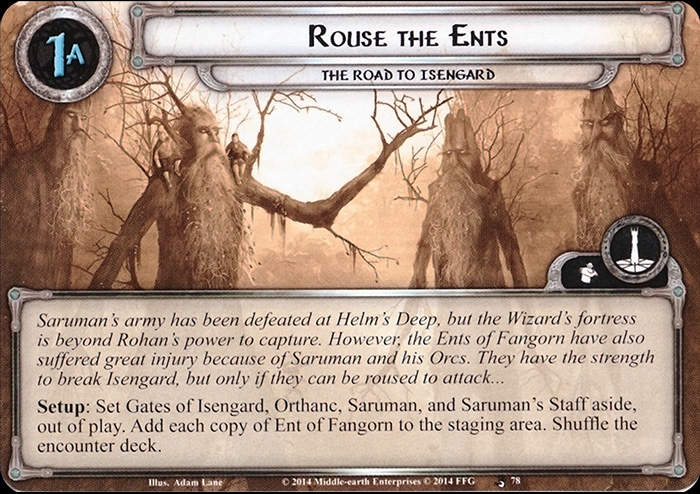 1A
Rouse the Ents
The Road to Isengard
Saruman's army has been defeated at Helm's Deep, but the Wizard's fortress
is beyond Rohan's power to capture. However, the Ents of Fangorn have also
suffered great injury because of Saruman and his Orcs. They have the strength
to break Isengard, but only if they can be roused to attack...
Setup: Set Gates of Isengard, Orthanc, Saruman, and Saruman's Staff aside,
out of play. Add each copy of Ent of Fangorn to the staging area. Shuffle the
encounter deck.
Illus. Adam Lane © 2014 Middle-earth Enterprises © 2014 FFG 78